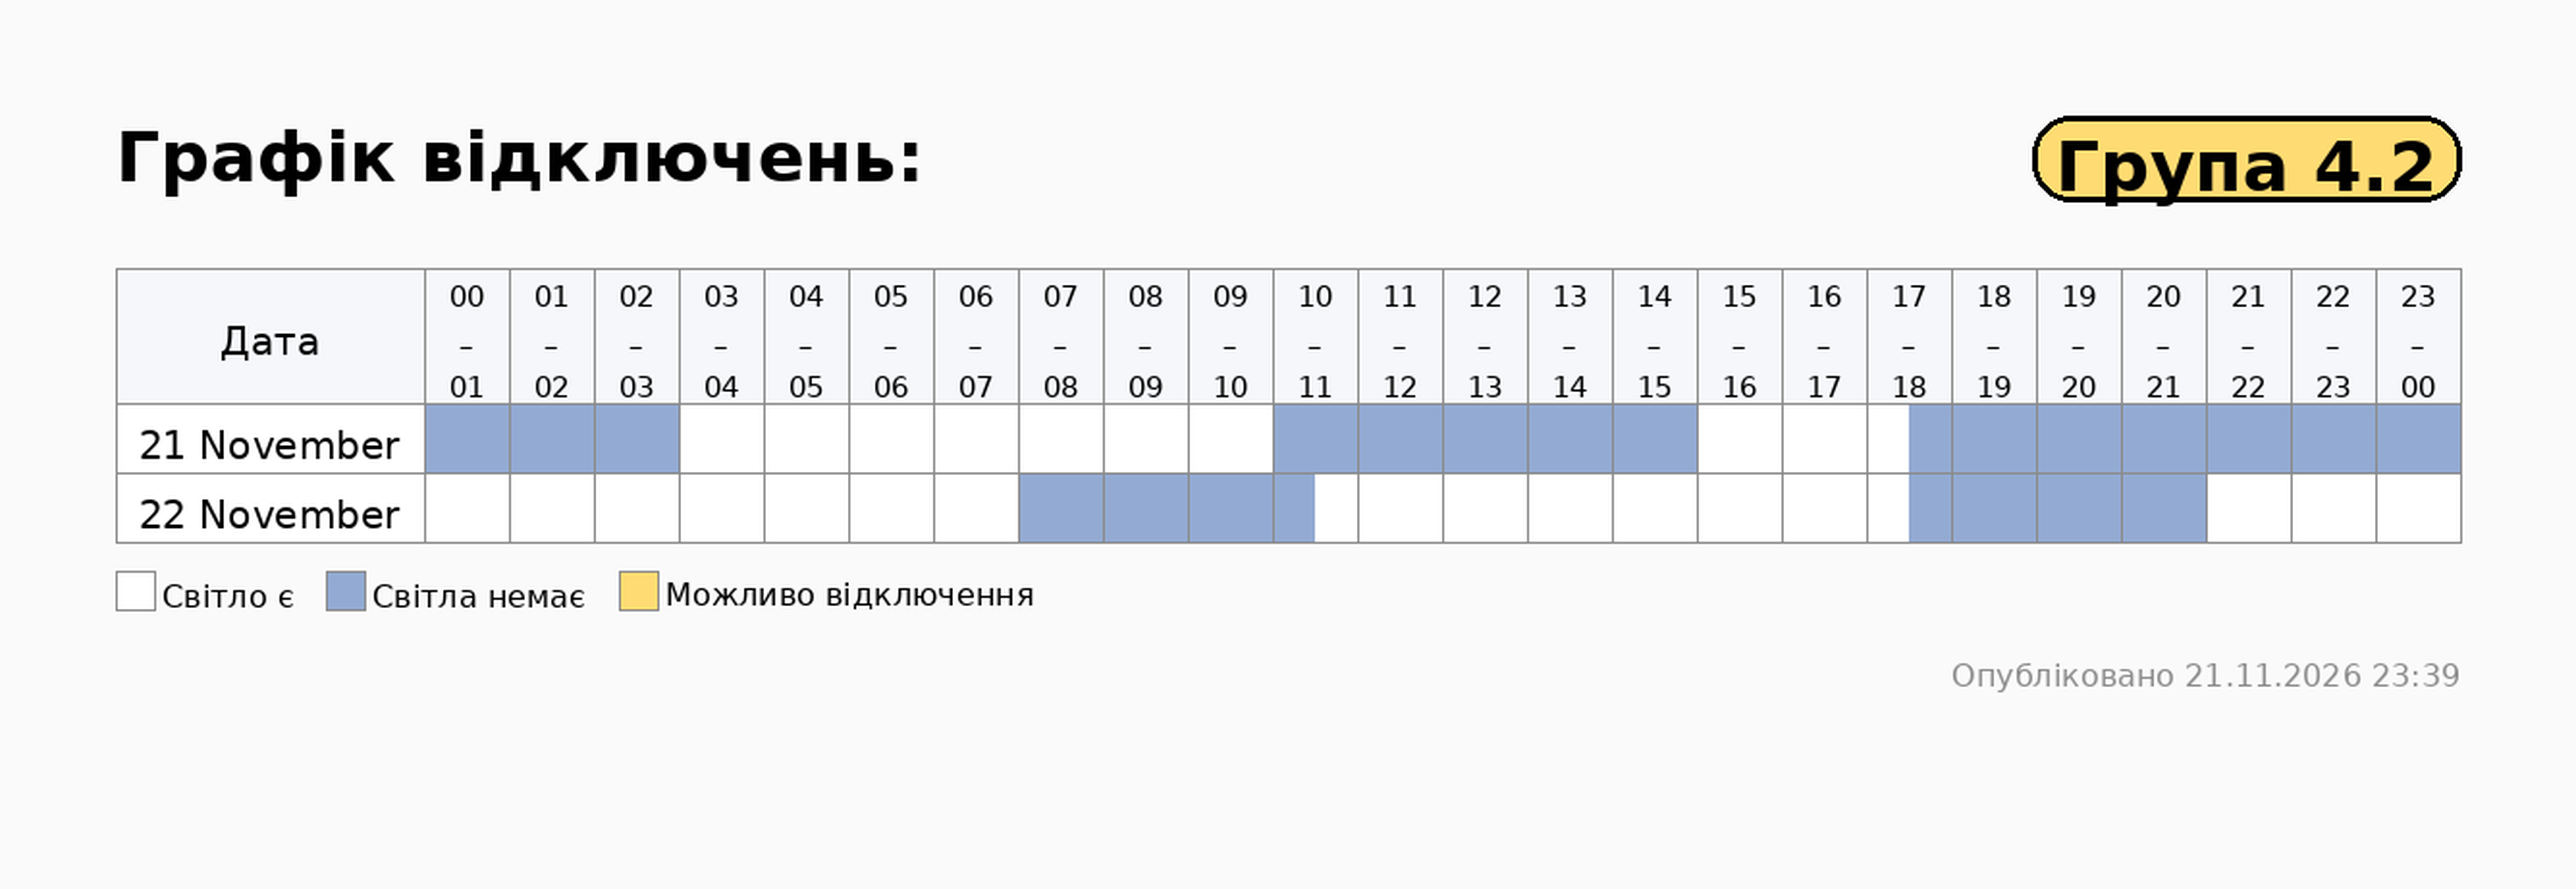 Графік відключень:
Група 4.2
Дата
00 – 01
01 – 02
02 – 03
03 – 04
04 – 05
05 – 06
06 – 07
07 – 08
08 – 09
09 – 10
10 – 11
11 – 12
12 – 13
13 – 14
14 – 15
15 – 16
16 – 17
17 – 18
18 – 19
19 – 20
20 – 21
21 – 22
22 – 23
23 – 00
21 November
22 November
Світло є
Світла немає
Можливо відключення
Опубліковано 21.11.2026 23:39